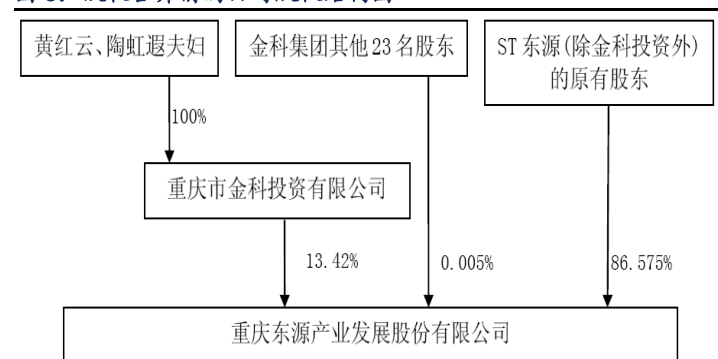 黄红云、陶虹遐夫妇
金科集团其他23名股东
ST东源(除金科投资外)
的原有股东
100%
重庆市金科投资有限公司
13.42%
0.005%
86.575%
重庆东源产业发展股份有限公司